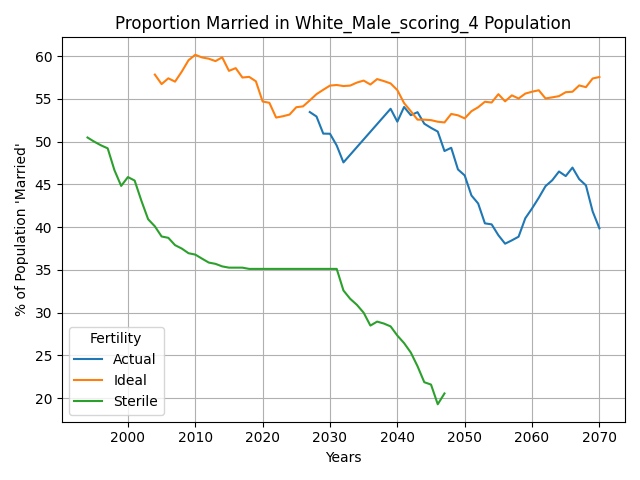 Proportion Married in White_Male_scoring_4 Population
% of Population 'Married'
60
55
50
45
40
35
30
25
20
Fertility
Actual
Ideal
Sterile
2000 2010 2020 2030 2040 2050 2060 2070
Years